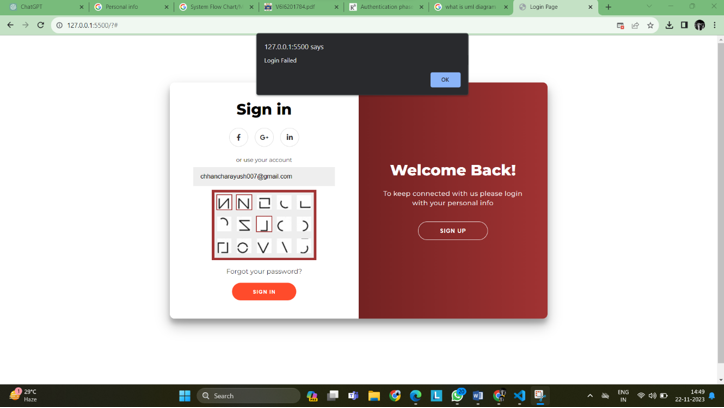 ChatGPT
Personal info
System Flow Chart/
V6I6201784.pdf
Authentication phas
what is uml diagram
Login Page
127.0.0.1:5500/?#
127.0.0.1:5500 says
Login Failed
OK
Sign in
G+
in
or use your account
chhancharayush007@gmail.com
Forgot your password?
SIGN IN
Welcome Back!
To keep connected with us please login
with your personal info
SIGN UP
29°C
Haze
Search
ENG
IN
14:49
22-11-2023